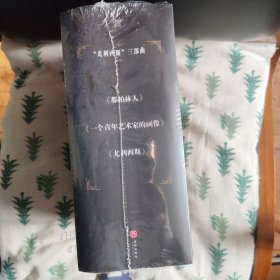 “尤利西斯”三部曲
《都柏林人》
《一个青年艺术家的画像》
《尤利西斯》